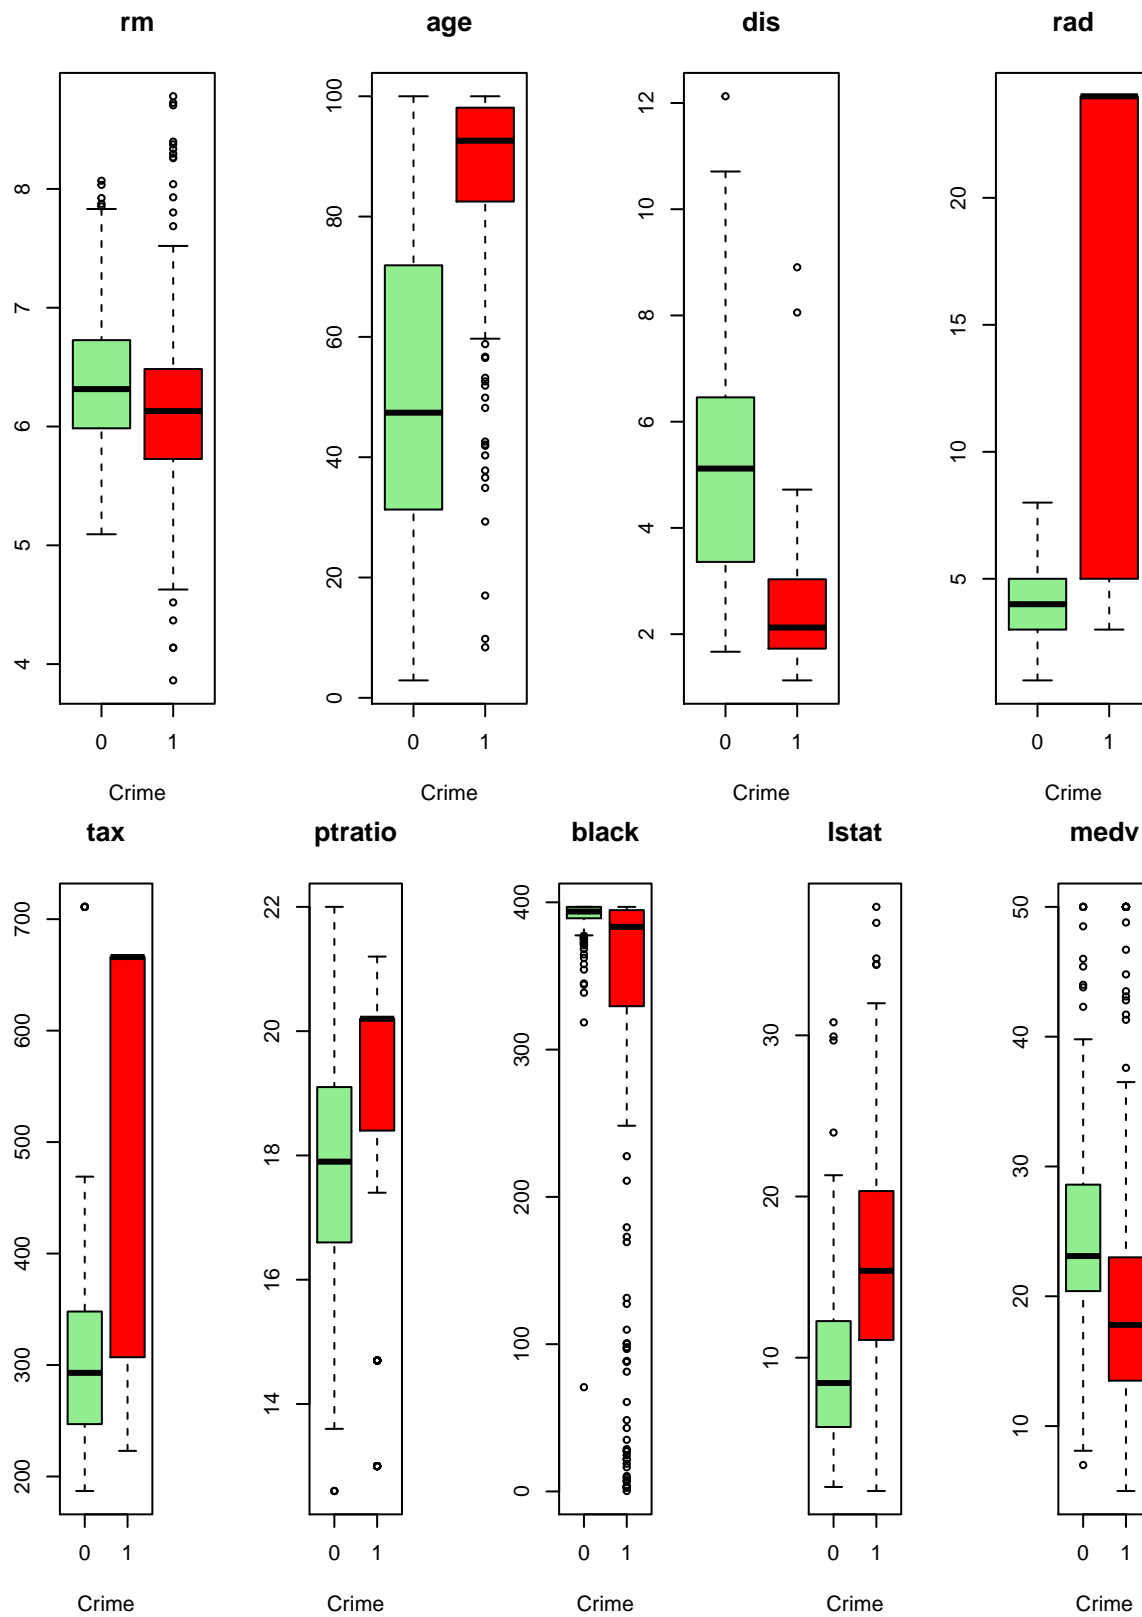 rm age dis rad
4 5 6 7 8
0 20 40 60 80 100
2 4 6 8 10 12
5 10 15 20
0 1 0 1 0 1 0 1
Crime Crime Crime Crime
tax ptratio black lstat medv
200 300 400 500 600 700
14 16 18 20 22
0 100 200 300 400
10 20 30
10 20 30 40 50
0 1 0 1 0 1 0 1 0 1
Crime Crime Crime Crime Crime